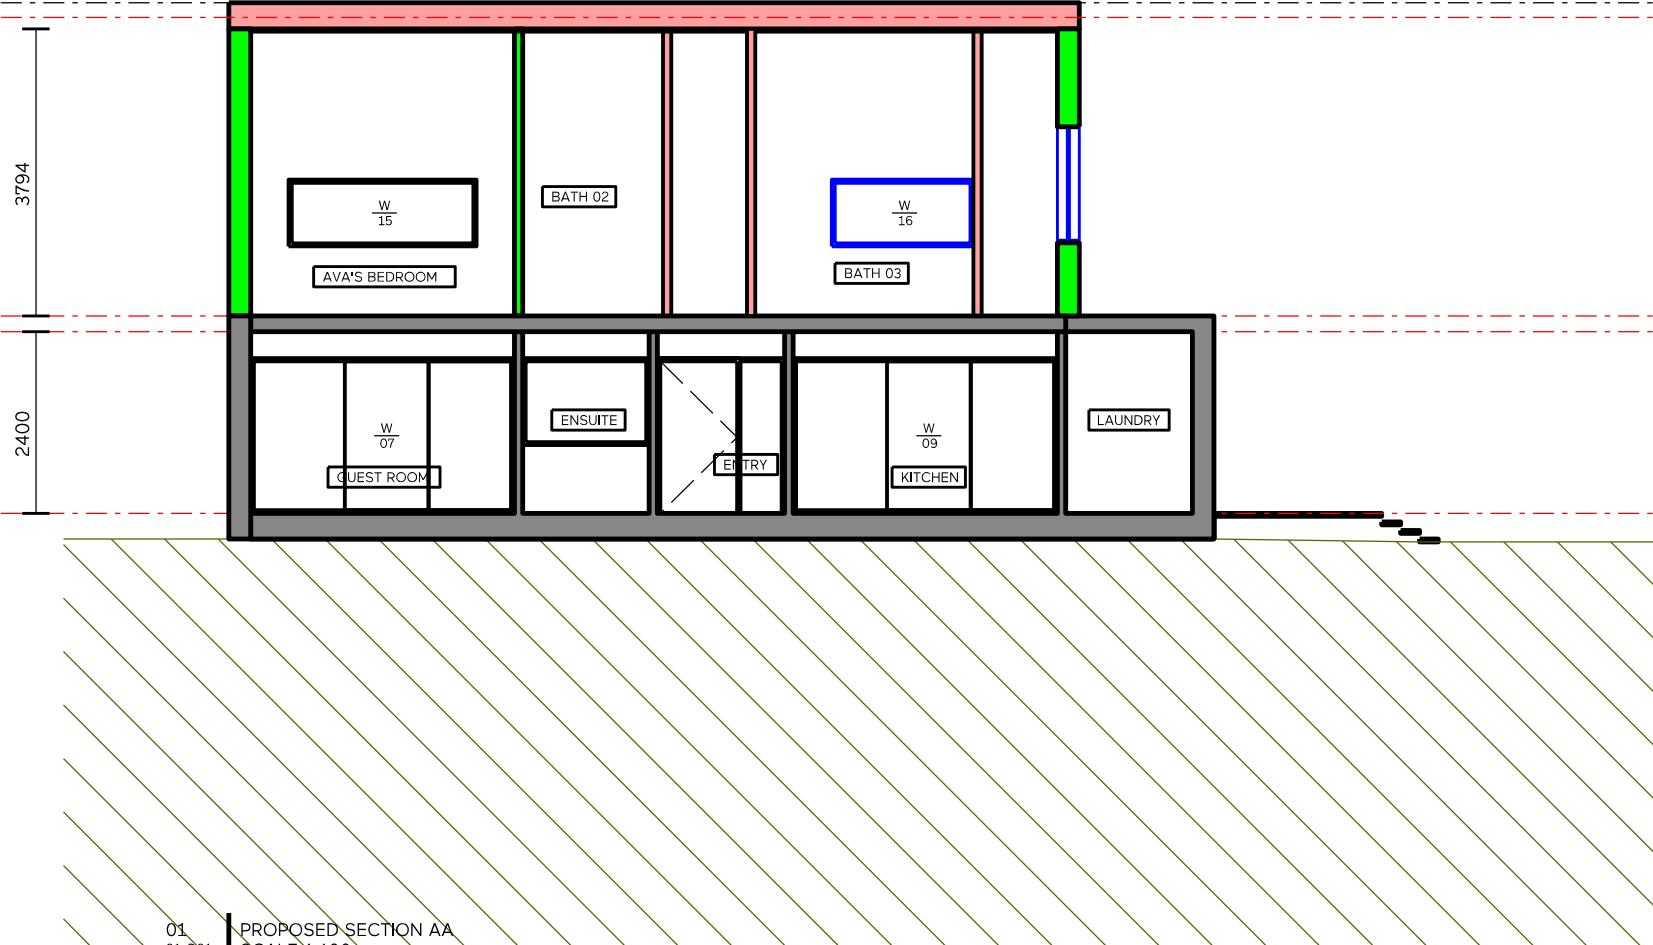 3794
W
15
BATH 02
W
16
AVA'S BEDROOM
BATH 03
2400
ENSUITE
LAUNDRY
W
07
W
09
ENTRY
GUEST ROOM
KITCHEN
01
PROPOSED SECTION AA